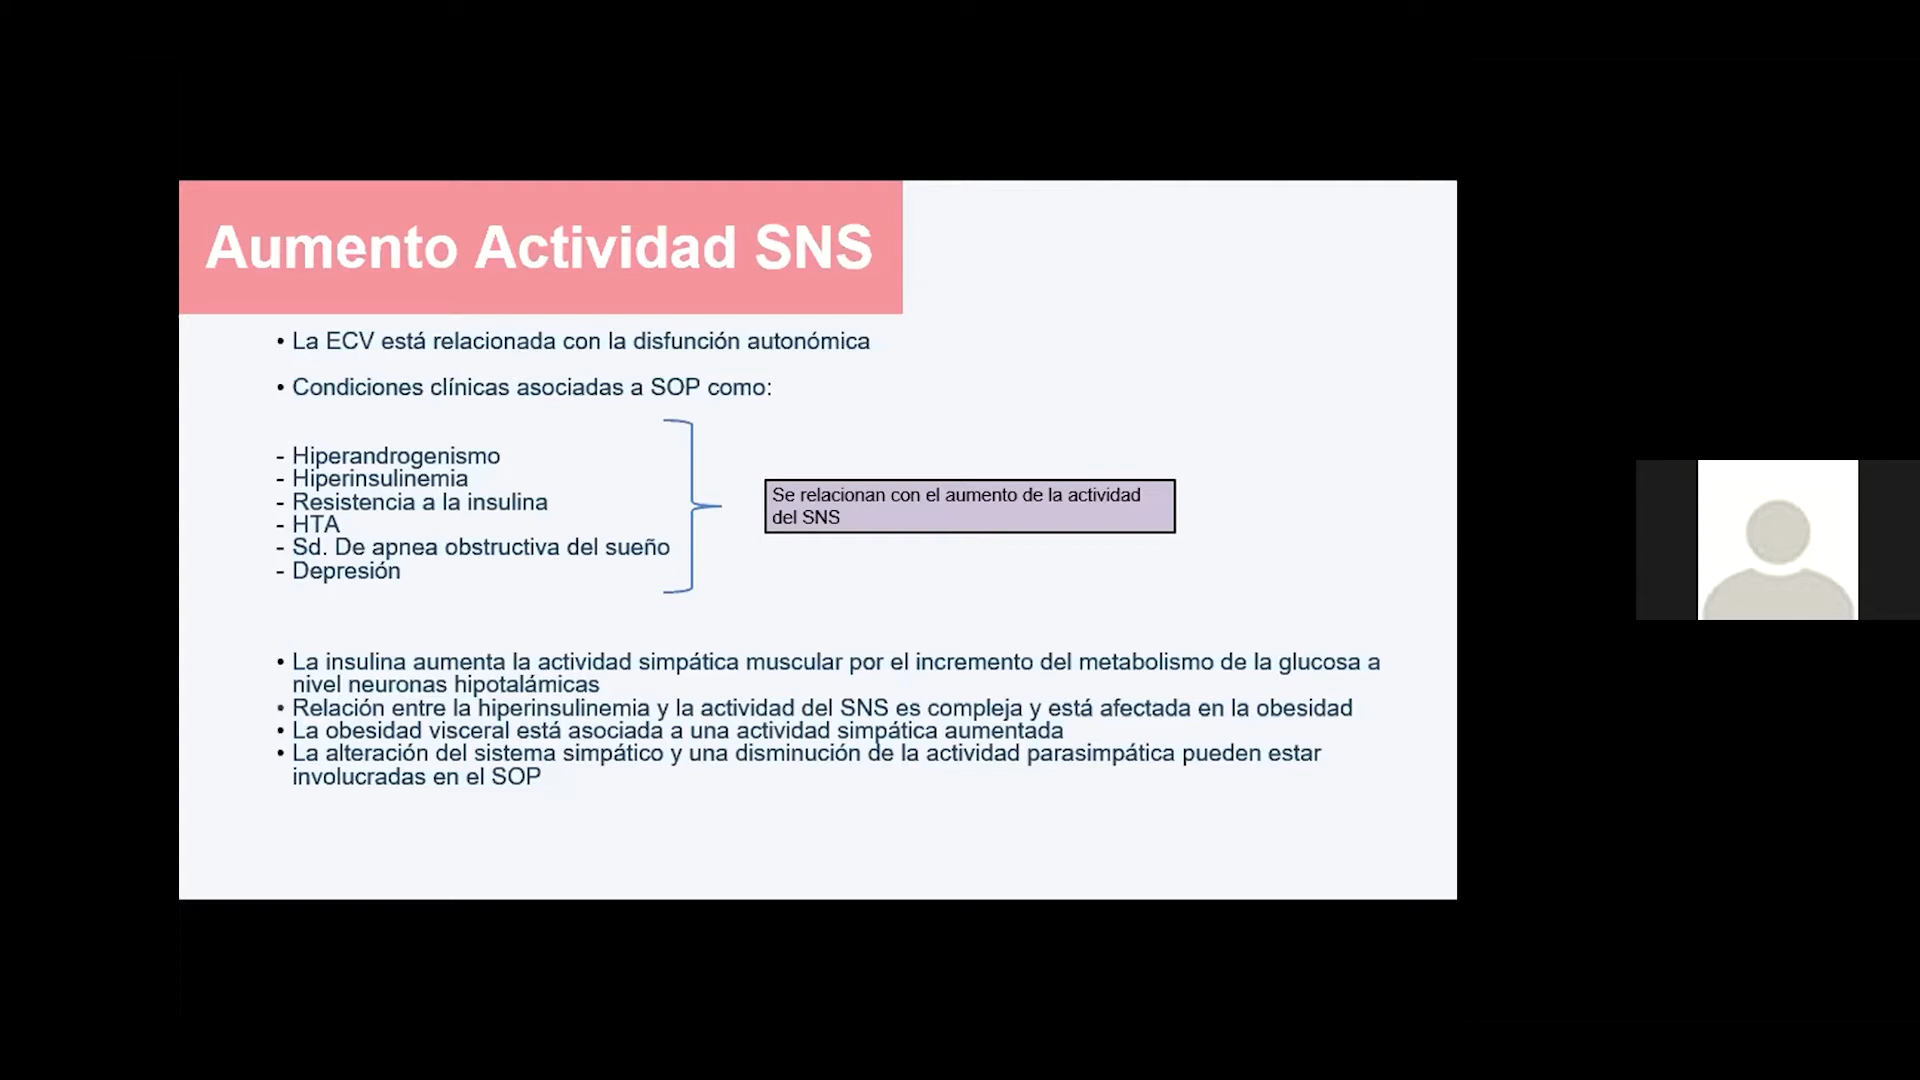 Aumento Actividad SNS
• La ECV está relacionada con la disfunción autonómica
• Condiciones clínicas asociadas a SOP como:
- Hiperandrogenismo
- Hiperinsulinemia
- Resistencia a la insulina
- HTA
- Sd. De apnea obstructiva del sueño
- Depresión
Se relacionan con el aumento de la actividad
del SNS
• La insulina aumenta la actividad simpática muscular por el incremento del metabolismo de la glucosa a
nivel neuronas hipotalámicas
• Relación entre la hiperinsulinemia y la actividad del SNS es compleja y está afectada en la obesidad
• La obesidad visceral está asociada a una actividad simpática aumentada
• La alteración del sistema simpático y una disminución de la actividad parasimpática pueden estar
involucradas en el SOP